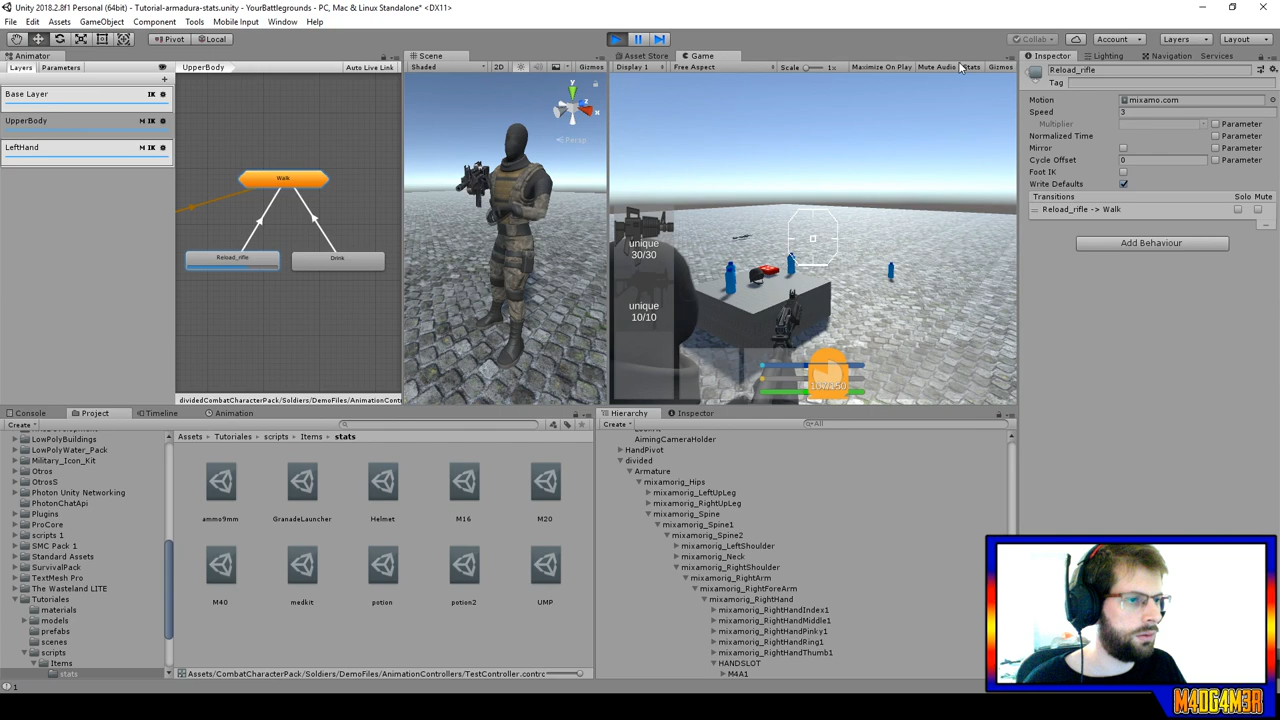 Unity 2018.2.8f1 Personal (64bit) - Tutorial-armadura-stats.unity - YourBattlegrounds - PC, Mac & Linux Standalone* <DX11>
File Edit Assets GameObject Component Tools Mobile Input Window Help
Pivot Local
Collab Account Layers Layout
Animator
Layers Parameters
UpperBody Auto Live Link
Base Layer IK
UpperBody M IK
LeftHand M IK
Walk
Reload_rifle Drink
dividedCombatCharacterPack/Soldiers/DemoFiles/AnimationContr
Scene
Shaded 2D Gizmos
Persp
Asset Store Game
Display 1 Free Aspect Scale 1x Maximize On Play Mute Audio Stats Gizmos
unique
30/30
unique
10/10
Inspector Lighting Navigation Services
Reload_rifle
Tag
Motion mixamo.com
Speed 3
Multiplier Parameter
Normalized Time Parameter
Mirror Parameter
Cycle Offset 0 Parameter
Foot IK
Write Defaults
Transitions Solo Mute
Reload_rifle -> Walk
Add Behaviour
Console Project Timeline Animation
Create
LowPolyBuildings
LowPolyWater_Pack
Military_Icon_Kit
Otros
OtrosS
Photon Unity Networking
PhotonChatApi
Plugins
ProCore
scripts 1
SMC Pack 1
Standard Assets
SurvivalPack
TextMesh Pro
The Wasteland LITE
Tutoriales
materials
models
prefabs
scenes
scripts
Items
stats
Assets Tutoriales scripts Items stats
ammo9mm GranadeLauncher Helmet M16 M20
M40 medkit potion potion2 UMP
Assets/CombatCharacterPack/Soldiers/DemoFiles/AnimationControllers/TestController.contro
Hierarchy Inspector
Create All
AimingCameraHolder
HandPivot
divided
Armature
mixamorig_Hips
mixamorig_LeftUpLeg
mixamorig_RightUpLeg
mixamorig_Spine
mixamorig_Spine1
mixamorig_Spine2
mixamorig_LeftShoulder
mixamorig_Neck
mixamorig_RightShoulder
mixamorig_RightArm
mixamorig_RightForeArm
mixamorig_RightHand
mixamorig_RightHandIndex1
mixamorig_RightHandMiddle1
mixamorig_RightHandPinky1
mixamorig_RightHandRing1
mixamorig_RightHandThumb1
HANDSLOT
M4A1
1
M4DG4M3R